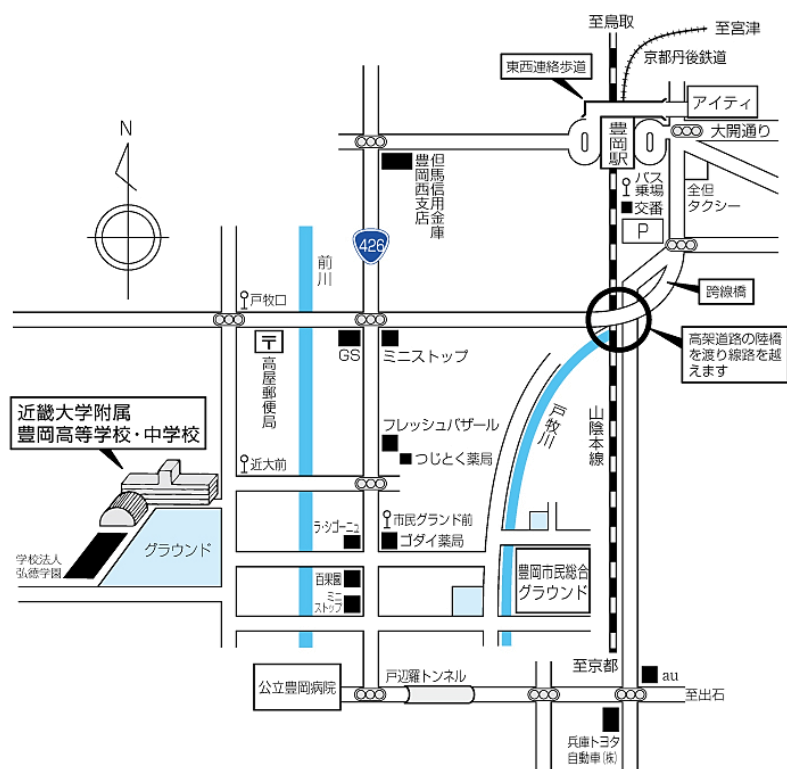 至鳥取
至宮津
京都丹後鉄道
東西連絡歩道
アイティ
N
豊岡駅
大開通り
但馬信用金庫
豊岡西支店
バス
乗場
交番
全但
タクシー
P
426
前川
戸牧口
跨線橋
〒
高屋郵便局
GS
ミニストップ
高架道路の陸橋
を渡り線路を越
えます
近畿大学附属
豊岡高等学校・中学校
フレッシュバザール
つじとく薬局
戸牧川
山陰本線
近大前
市民グランド前
ラ・シゴーニュ
ゴダイ薬局
グラウンド
学校法人
弘徳学園
百果園
ミニ
ストップ
豊岡市民総合
グラウンド
至京都
au
公立豊岡病院
戸辺羅トンネル
至出石
兵庫トヨタ
自動車(株)